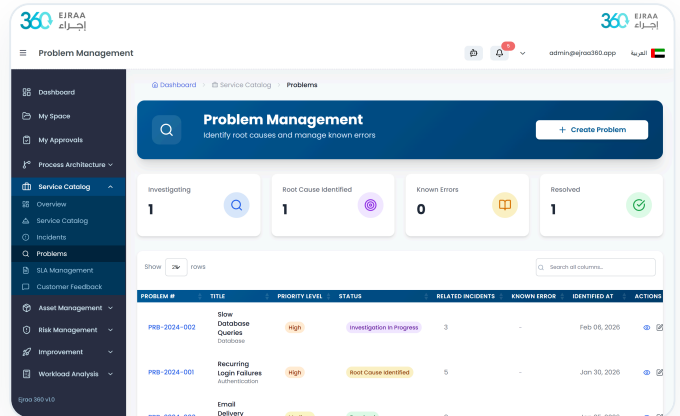 360 EJRAA
إجراء
360 EJRAA
إجراء
Problem Management
5
admin@ejraa360.app
العربية
Dashboard
Service Catalog
Problems
Dashboard
My Space
My Approvals
Process Architecture
Service Catalog
Overview
Service Catalog
Incidents
Problems
SLA Management
Customer Feedback
Asset Management
Risk Management
Improvement
Workload Analysis
Ejraa 360 v1.0
Problem Management
Identify root causes and manage known errors
+ Create Problem
Investigating
1
Root Cause Identified
1
Known Errors
0
Resolved
1
Show
rows
Search all columns...
PROBLEM # TITLE PRIORITY LEVEL STATUS RELATED INCIDENTS KNOWN ERROR IDENTIFIED AT ACTIONS
PRB-2024-002
Slow
Database
Queries
Database
High
Investigation In Progress
3
-
Feb 06, 2026
PRB-2024-001
Recurring
Login Failures
Authentication
High
Root Cause Identified
5
-
Jan 30, 2026
Email
Delivery